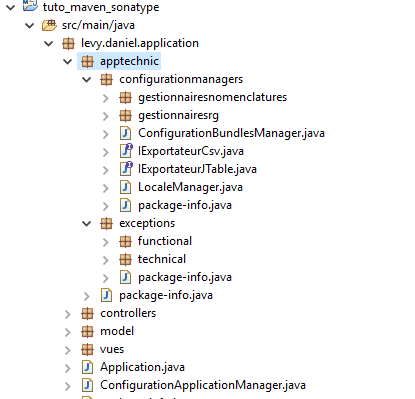 tuto_maven_sonatype
src/main/java
levy.daniel.application
apptechnic
configurationmanagers
gestionnairesnomenclatures
gestionnairesrg
ConfigurationBundlesManager.java
IExportateurCsv.java
IExportateurJTable.java
LocaleManager.java
package-info.java
exceptions
functional
technical
package-info.java
package-info.java
controllers
model
vues
Application.java
ConfigurationApplicationManager.java